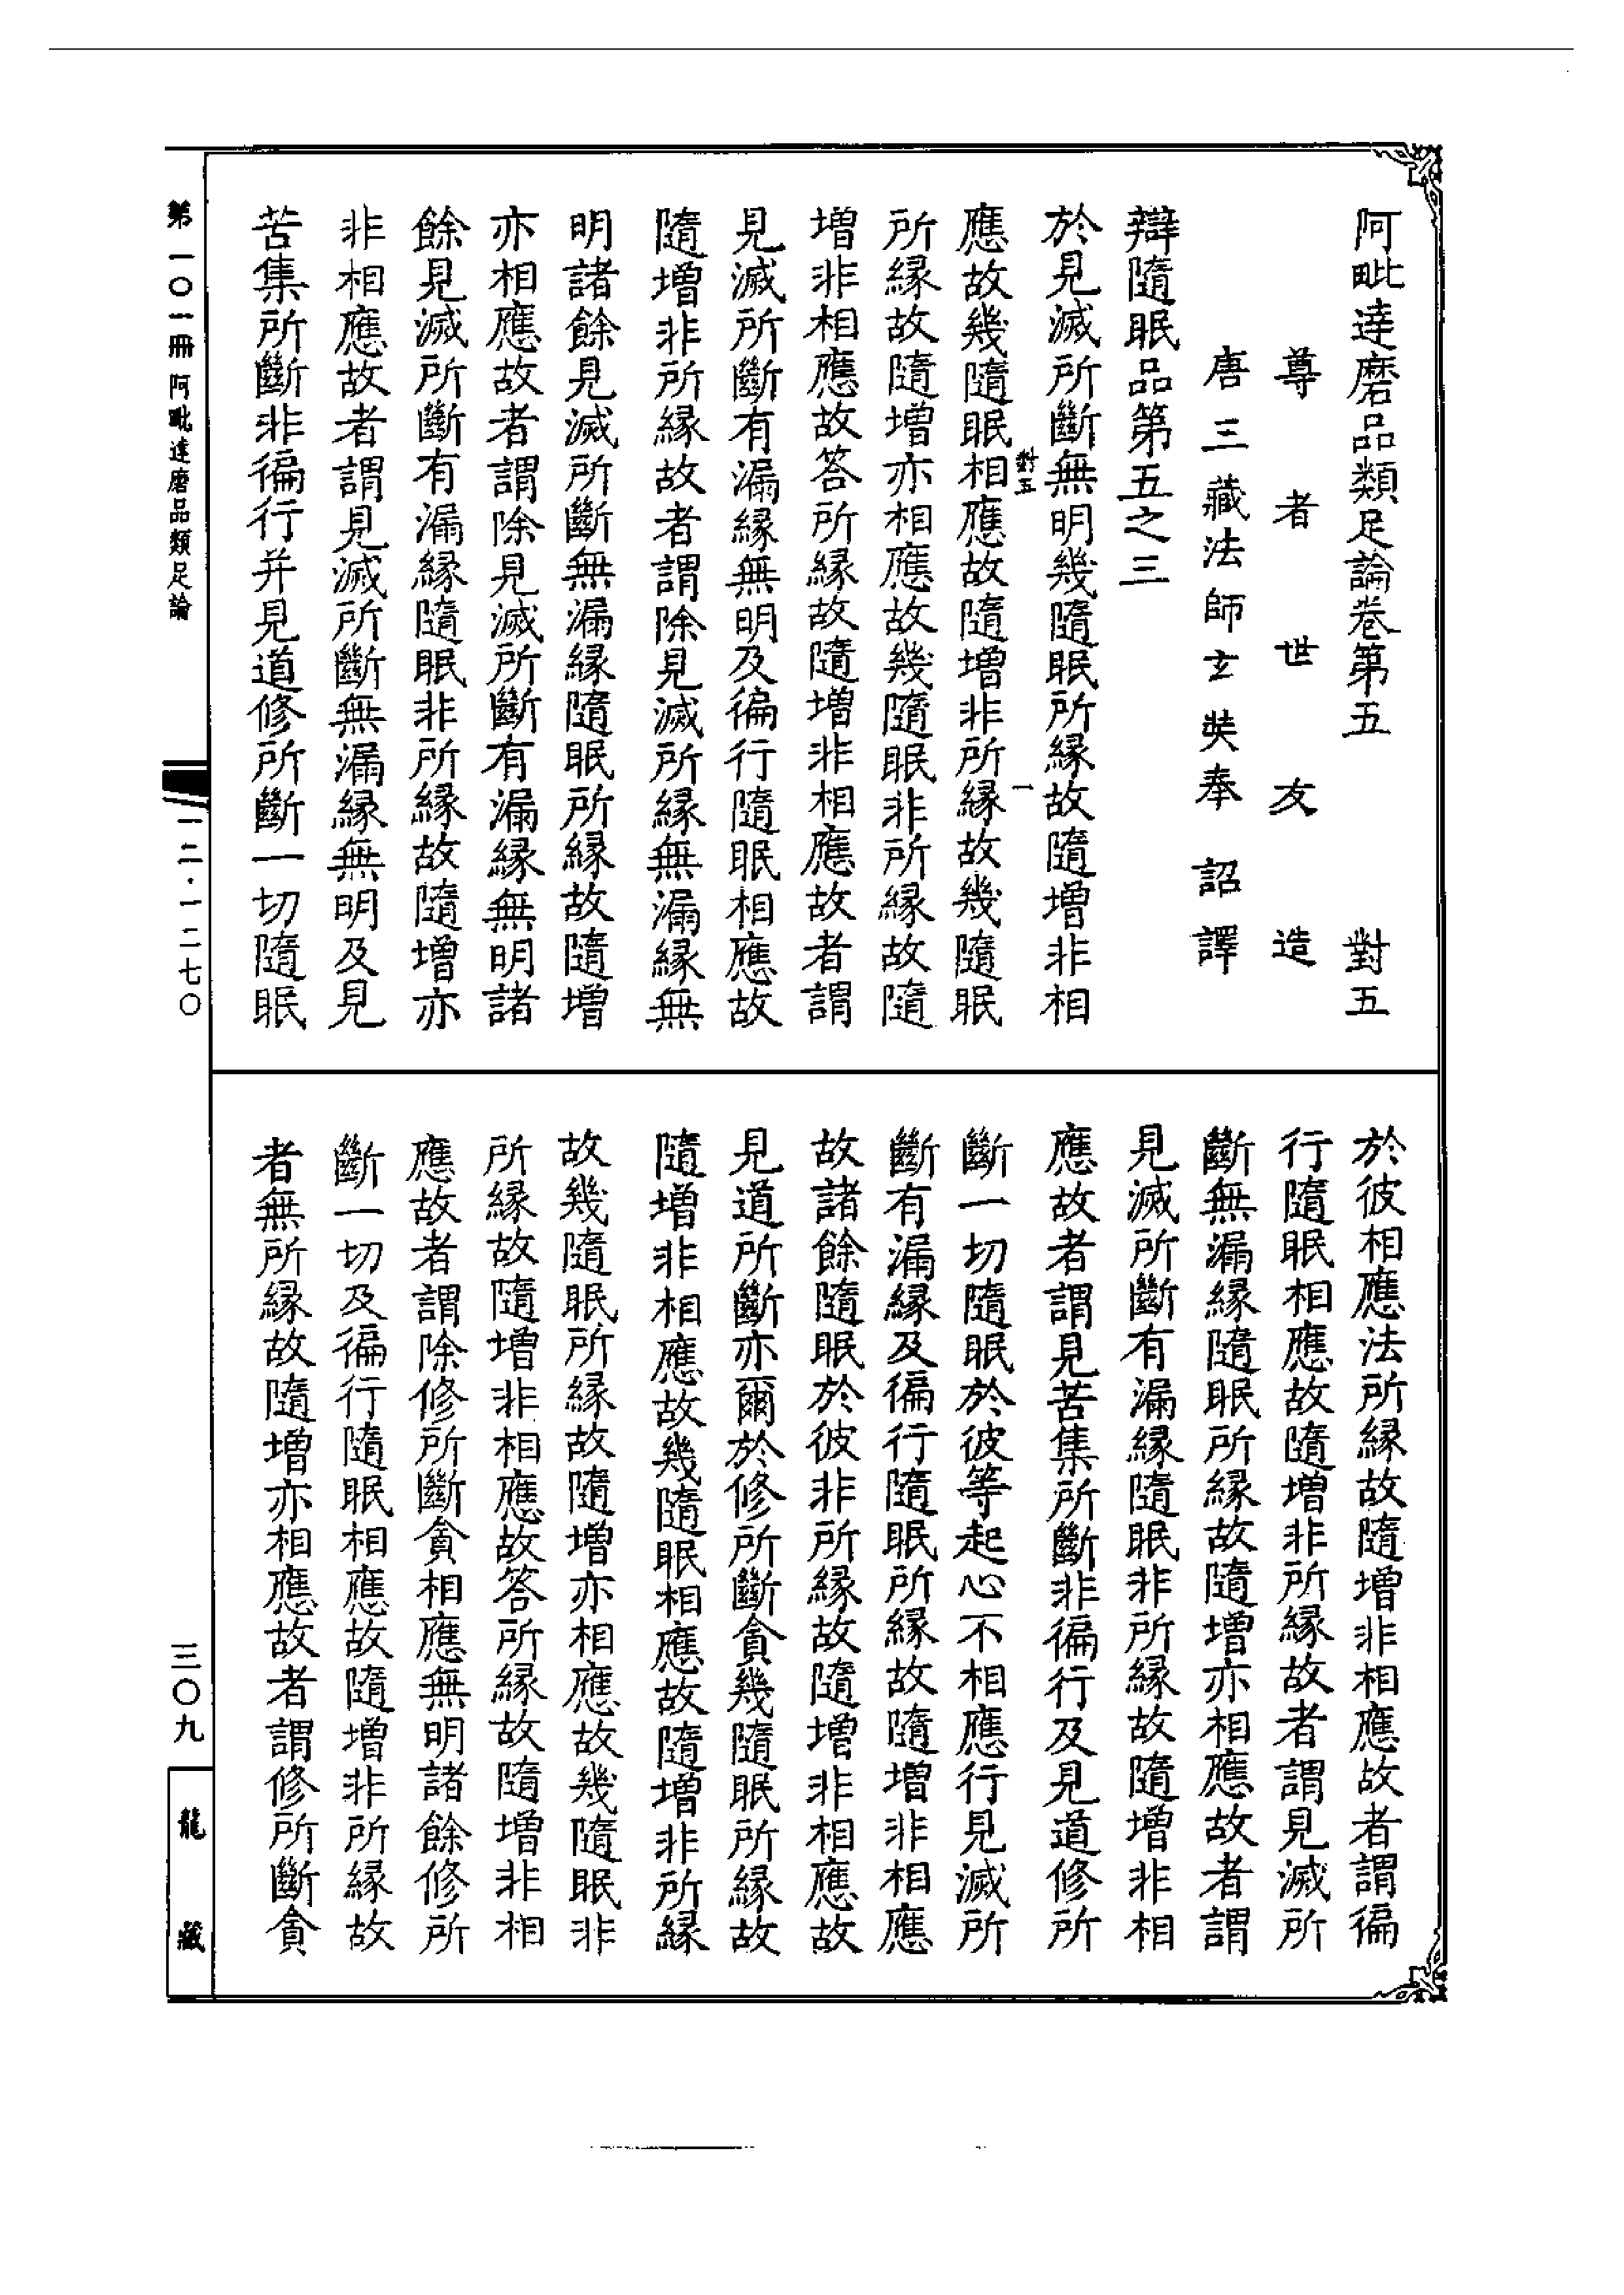 阿毗達磨品類足論卷第五　對五
尊者世友造
唐三藏法師玄奘奉詔譯
辯隨眠品第五之三
於見滅所斷無明幾隨眠所緣故隨增非相
對五　一
應故幾隨眠相應故隨增非所緣故幾隨眠
所緣故隨增亦相應故幾隨眠非所緣故隨
增非相應故答所緣故隨增非相應故者謂
見滅所斷有漏緣無明及徧行隨眠相應故
隨增非所緣故者謂除見滅所緣無漏緣無
明諸餘見滅所斷無漏緣隨眠所緣故隨增
亦相應故者謂除見滅所斷有漏緣無明諸
餘見滅所斷有漏緣隨眠非所緣故隨增亦
非相應故者謂見滅所斷無漏緣無明及見
苦集所斷非徧行并見道修所斷一切隨眠
於彼相應法所緣故隨增非相應故者謂徧
行隨眠相應故隨增非所緣故者謂見滅所
斷無漏緣隨眠所緣故隨增亦相應故者謂
見滅所斷有漏緣隨眠非所緣故隨增非相
應故者謂見苦集所斷非徧行及見道修所
斷一切隨眠於彼等起心不相應行見滅所
斷有漏緣及徧行隨眠所緣故隨增非相應
故諸餘隨眠於彼非所緣故隨增非相應故
見道所斷亦爾於修所斷貪幾隨眠所緣故
隨增非相應故幾隨眠相應故隨增非所緣
故幾隨眠所緣故隨增亦相應故幾隨眠非
所緣故隨增非相應故答所緣故隨增非相
應故者謂除修所斷貪相應無明諸餘修所
斷一切及徧行隨眠相應故隨增非所緣故
者無所緣故隨增亦相應故者謂修所斷貪
第一〇一冊　阿毗達磨品類足論
一二·一二七〇
三〇九
龍藏